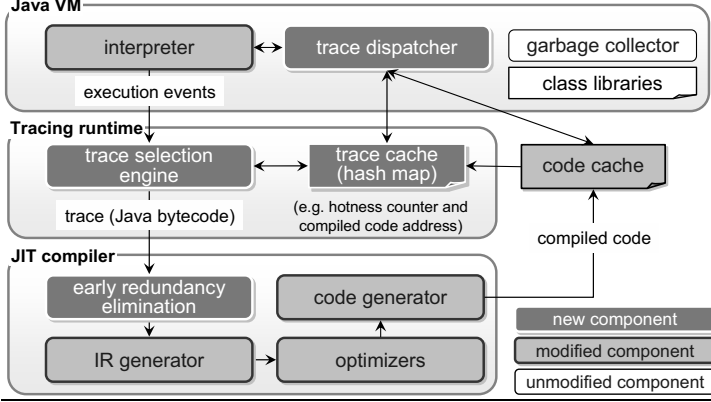 Java VM
interpreter
trace dispatcher
garbage collector
class libraries
execution events
Tracing runtime
trace selection
engine
trace cache
(hash map)
code cache
trace (Java bytecode)
(e.g. hotness counter and
compiled code address)
compiled code
JIT compiler
early redundancy
elimination
code generator
IR generator
optimizers
new component
modified component
unmodified component